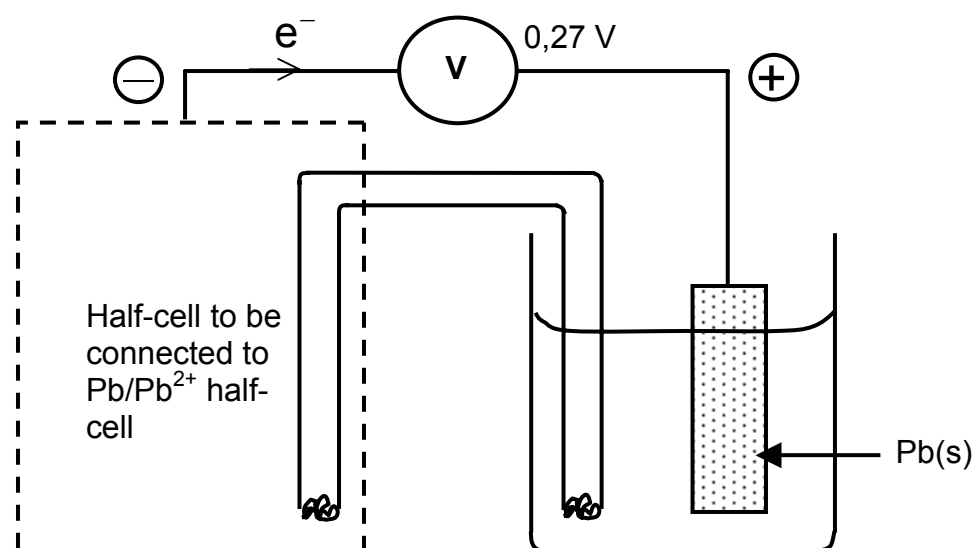 e⁻
0,27 V
−
V
+
Half-cell to be
connected to
Pb/Pb²⁺ half-
cell
Pb(s)